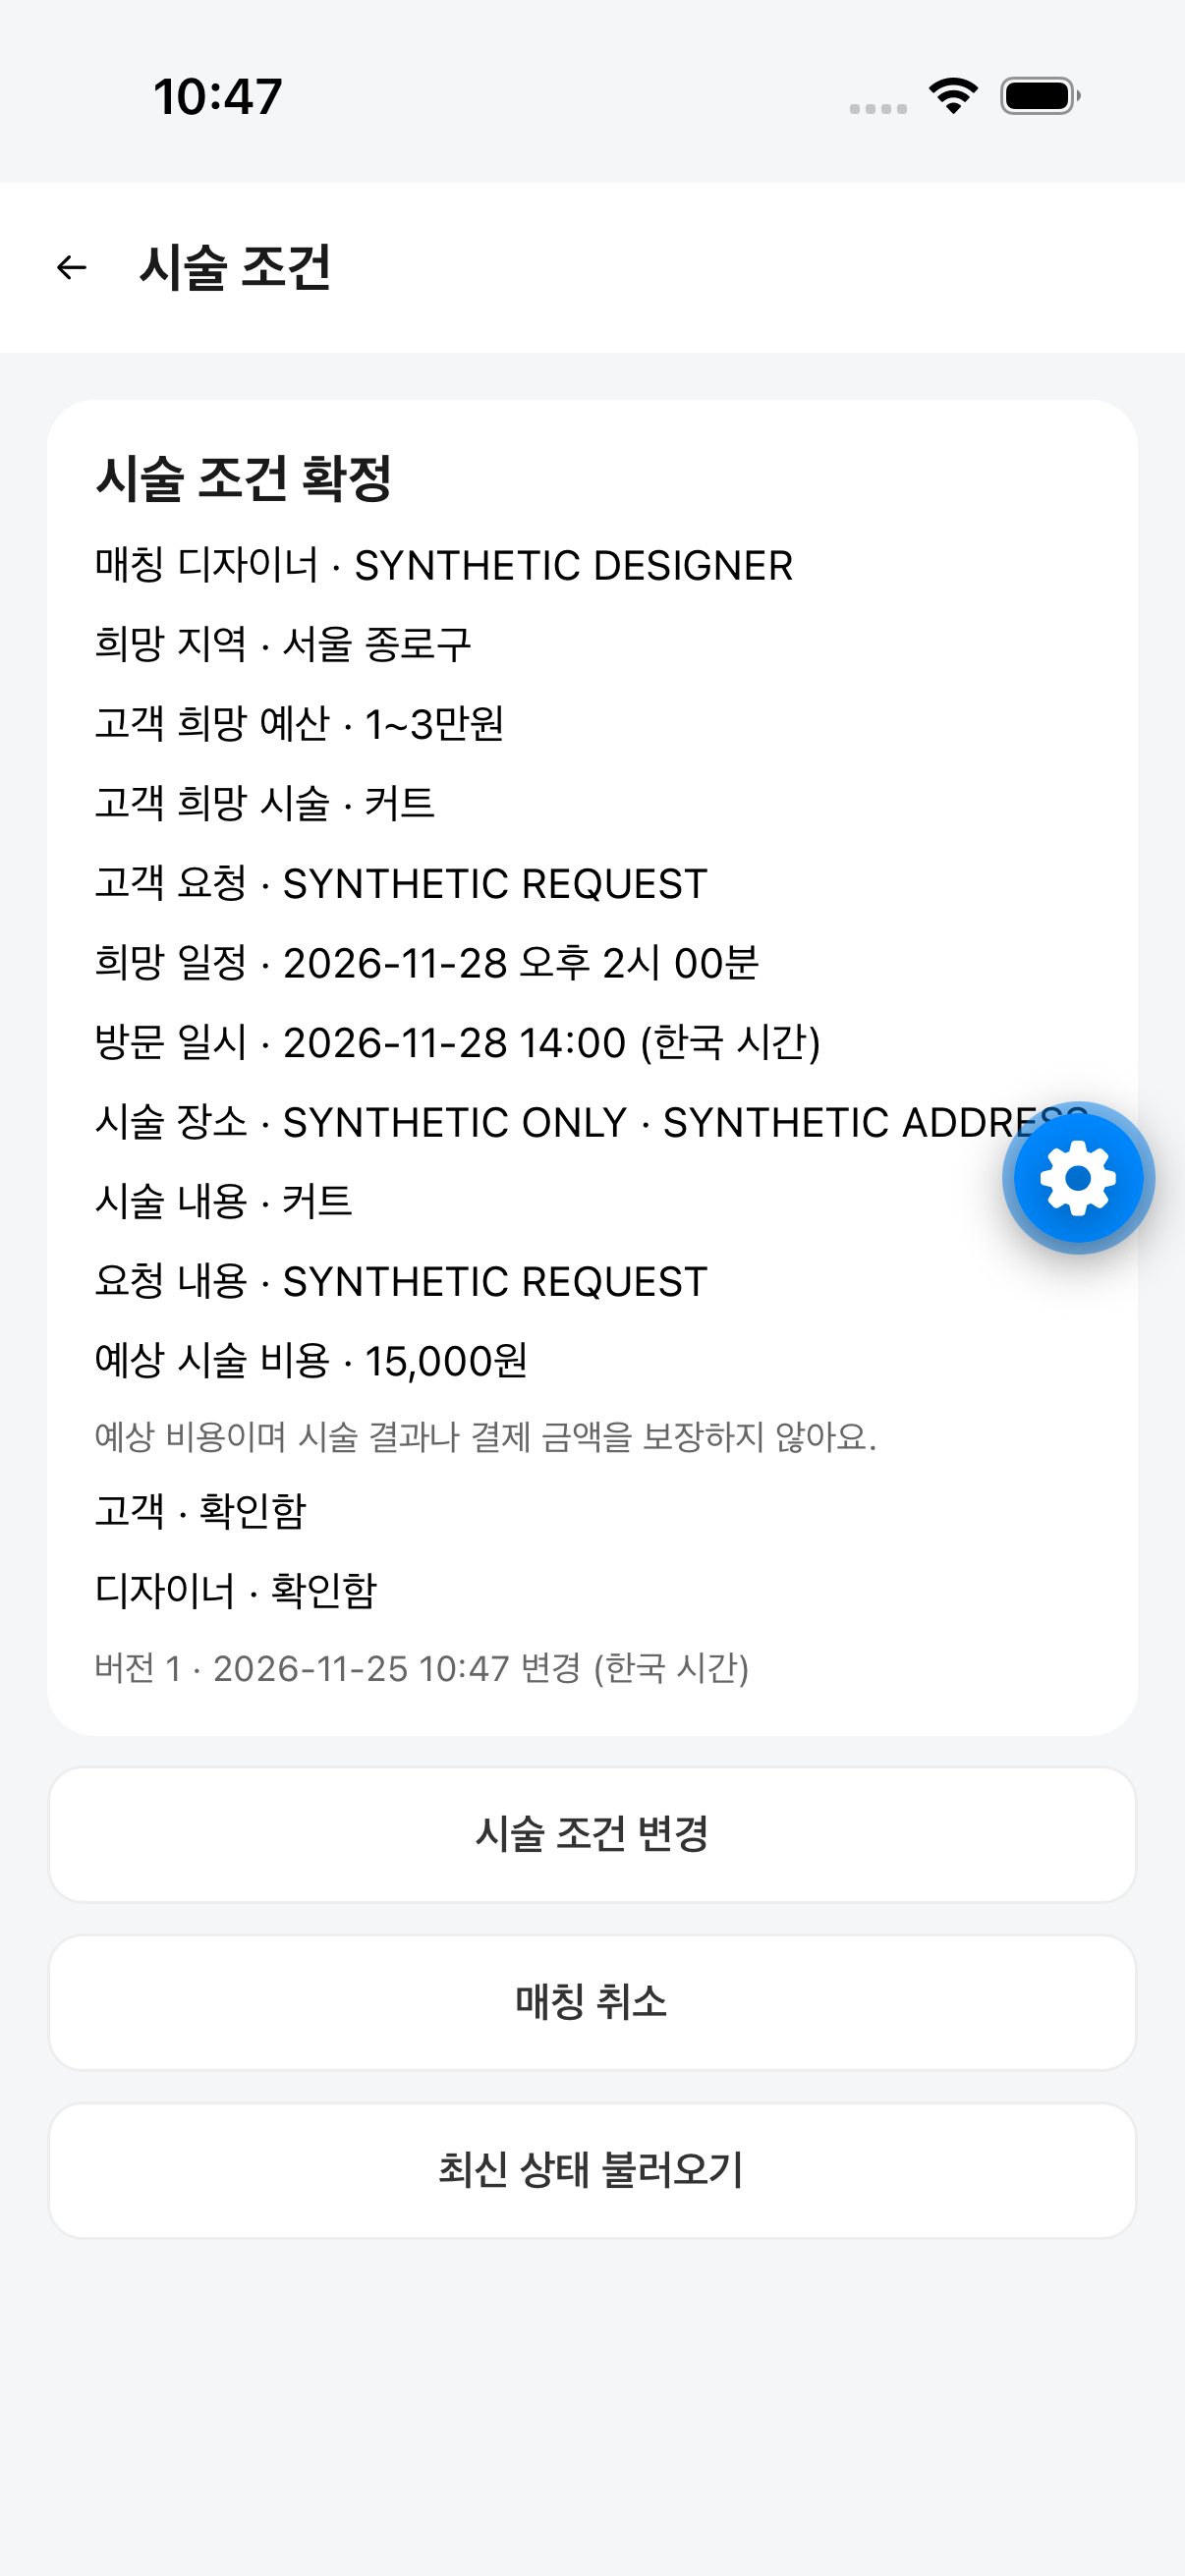 10:47
시술 조건
시술 조건 확정
매칭 디자이너 · SYNTHETIC DESIGNER
희망 지역 · 서울 종로구
고객 희망 예산 · 1~3만원
고객 희망 시술 · 커트
고객 요청 · SYNTHETIC REQUEST
희망 일정 · 2026-11-28 오후 2시 00분
방문 일시 · 2026-11-28 14:00 (한국 시간)
시술 장소 · SYNTHETIC ONLY · SYNTHETIC ADDRESS
시술 내용 · 커트
요청 내용 · SYNTHETIC REQUEST
예상 시술 비용 · 15,000원
예상 비용이며 시술 결과나 결제 금액을 보장하지 않아요.
고객 · 확인함
디자이너 · 확인함
버전 1 · 2026-11-25 10:47 변경 (한국 시간)
시술 조건 변경
매칭 취소
최신 상태 불러오기